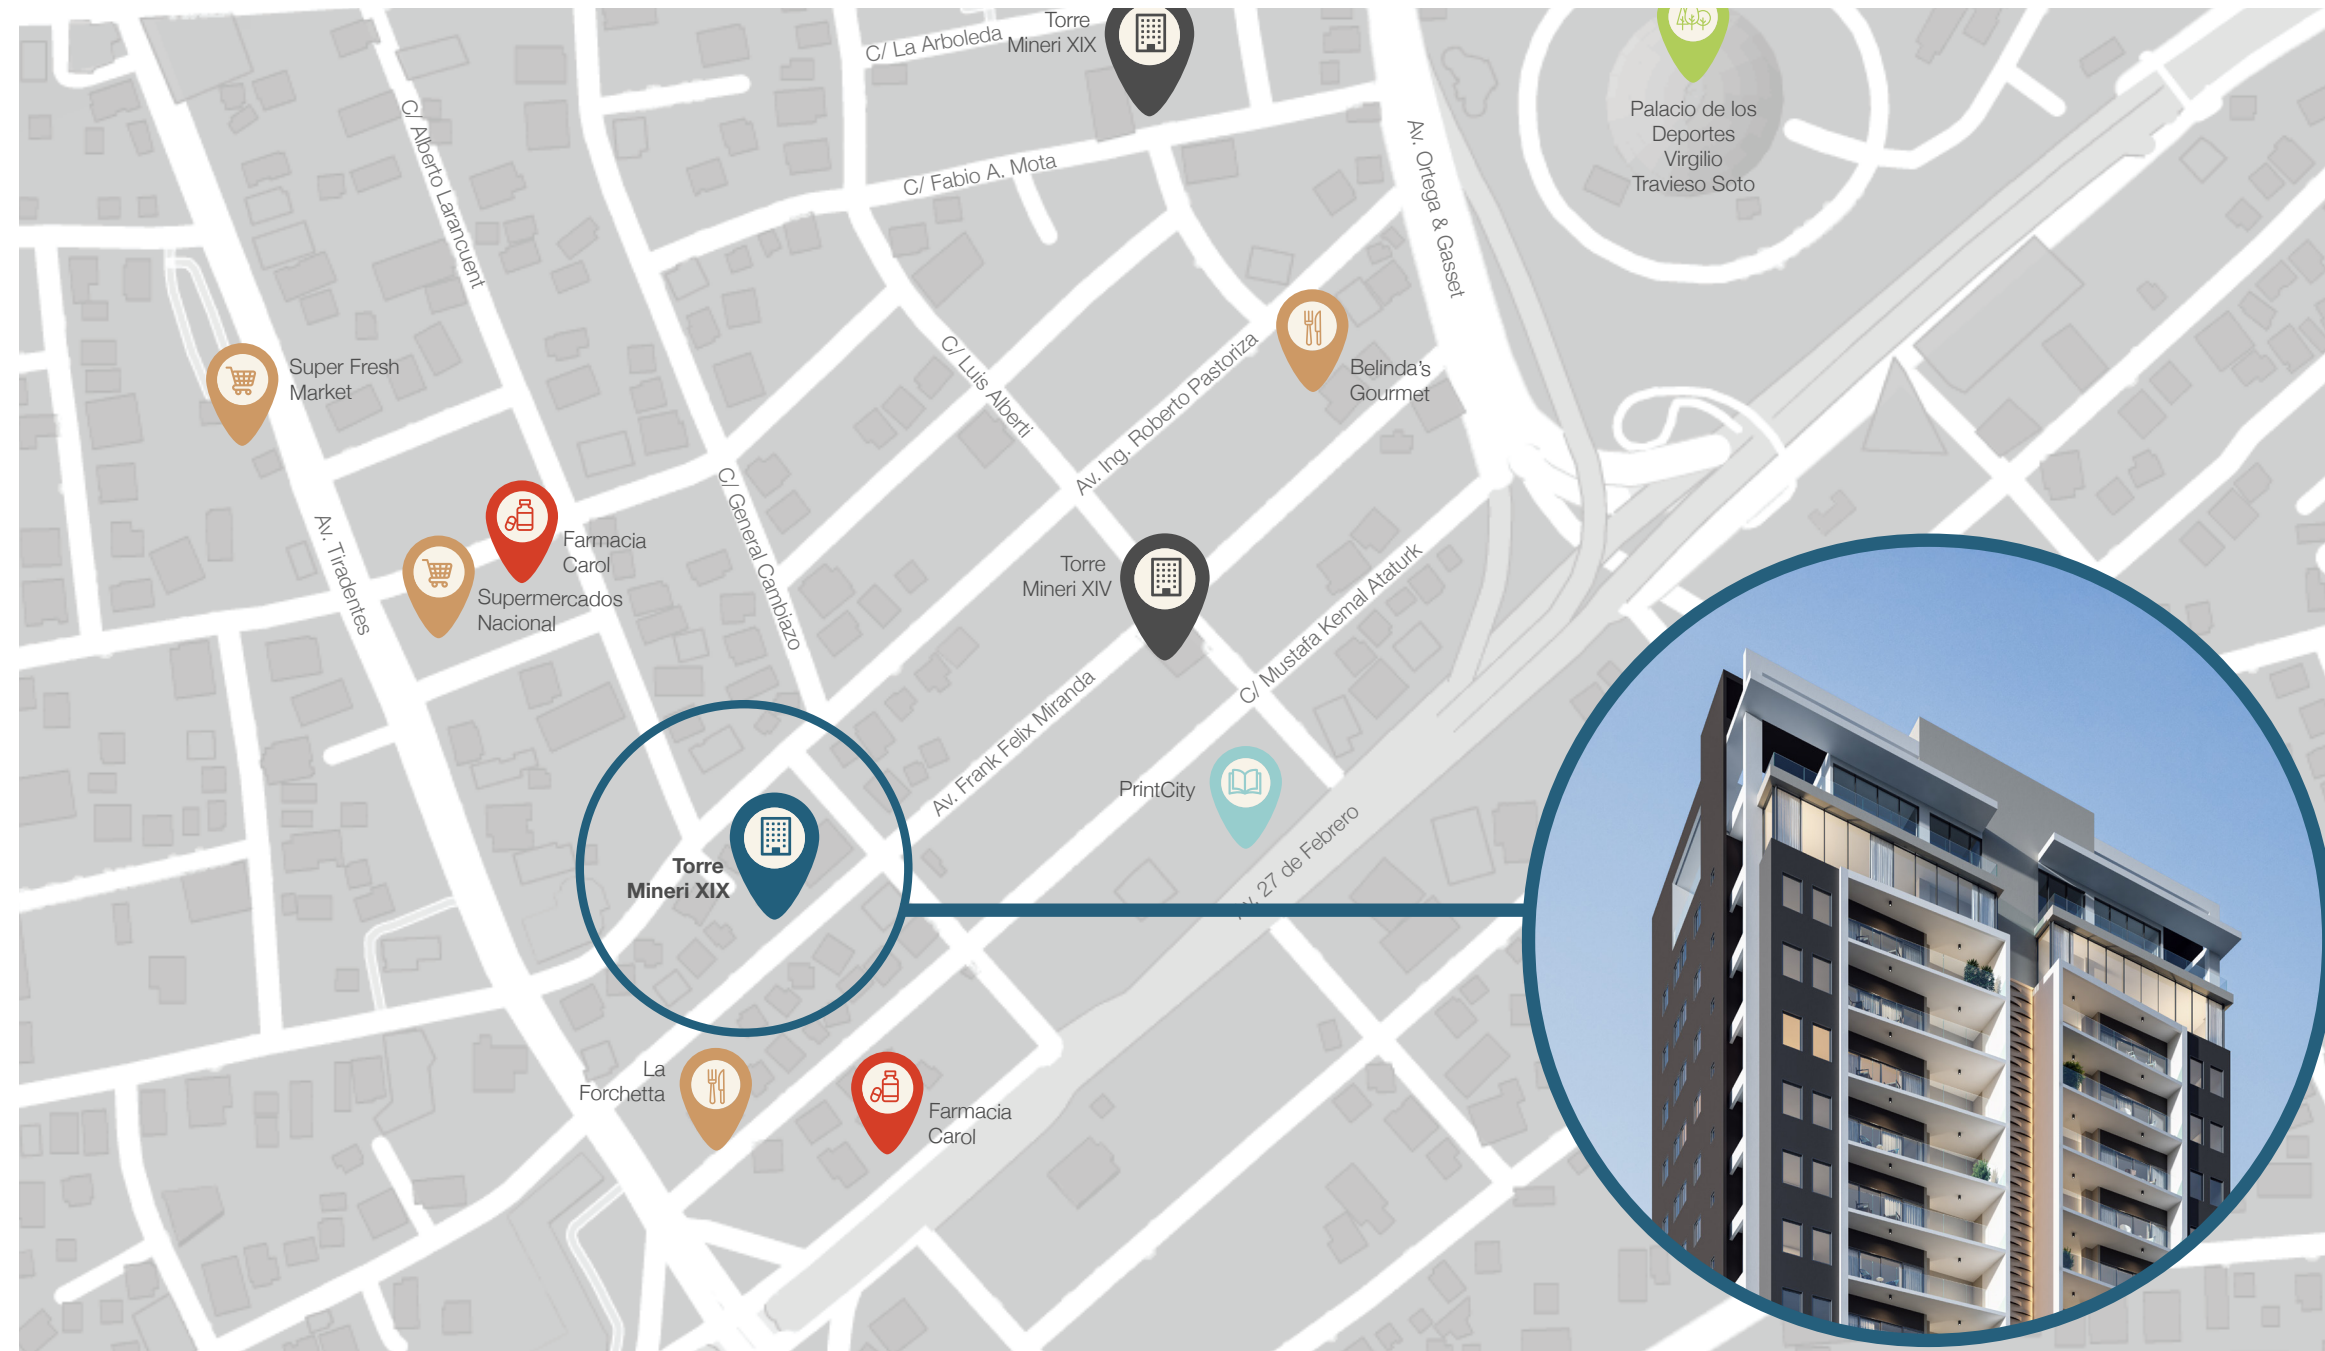 Torre
Mineri XIX
C/ La Arboleda
Palacio de los
Deportes
Virgilio
Travieso Soto
C/ Alberto Larancuent
C/ Fabio A. Mota
Av. Ortega & Gasset
Super Fresh
Market
C/ Luis Alberti
Av. Ing. Roberto Pastoriza
Belinda's
Gourmet
Av. Tiradentes
Farmacia
Carol
Supermercados
Nacional
C/ General Cambiazo
Torre
Mineri XIV
C/ Mustafa Kemal Ataturk
Av. Frank Felix Miranda
PrintCity
Av. 27 de Febrero
Torre
Mineri XIX
La
Forchetta
Farmacia
Carol